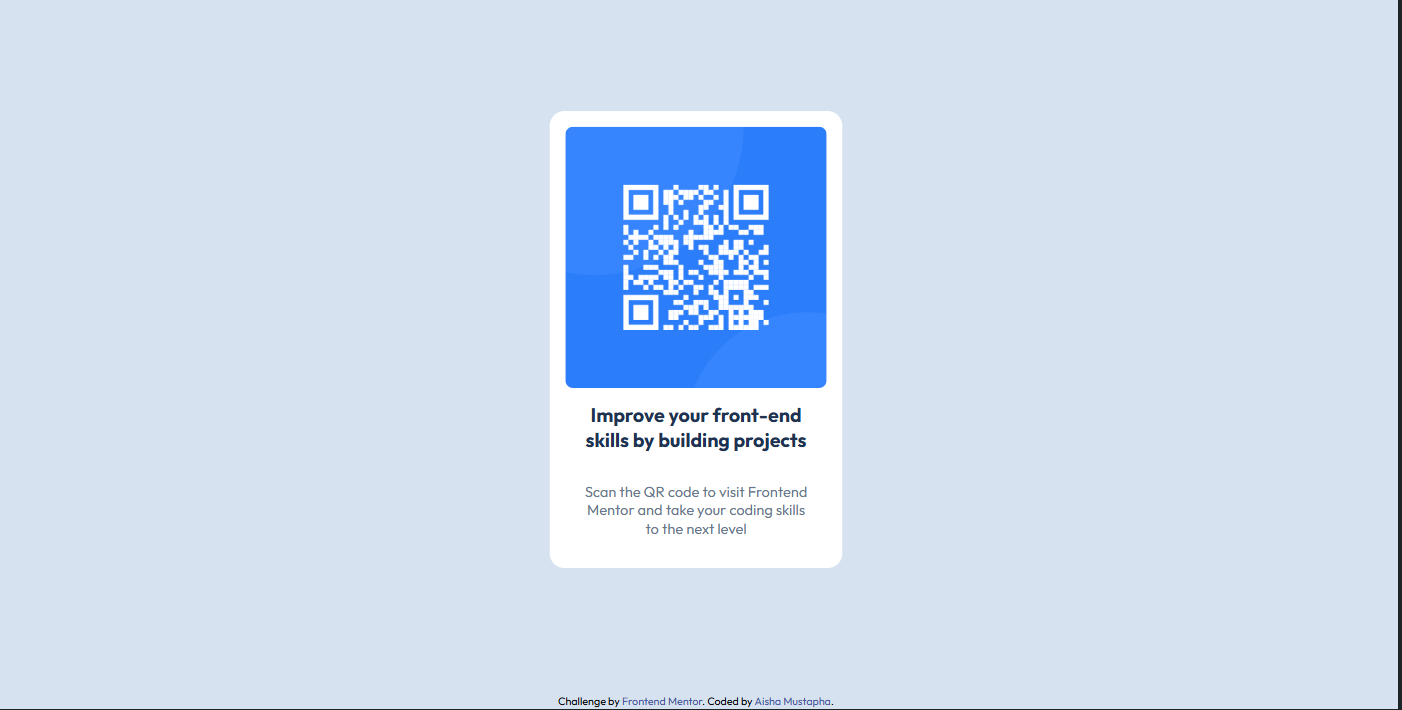 Improve your front-end
skills by building projects
Scan the QR code to visit Frontend
Mentor and take your coding skills
to the next level
Challenge by Frontend Mentor. Coded by Aisha Mustapha.